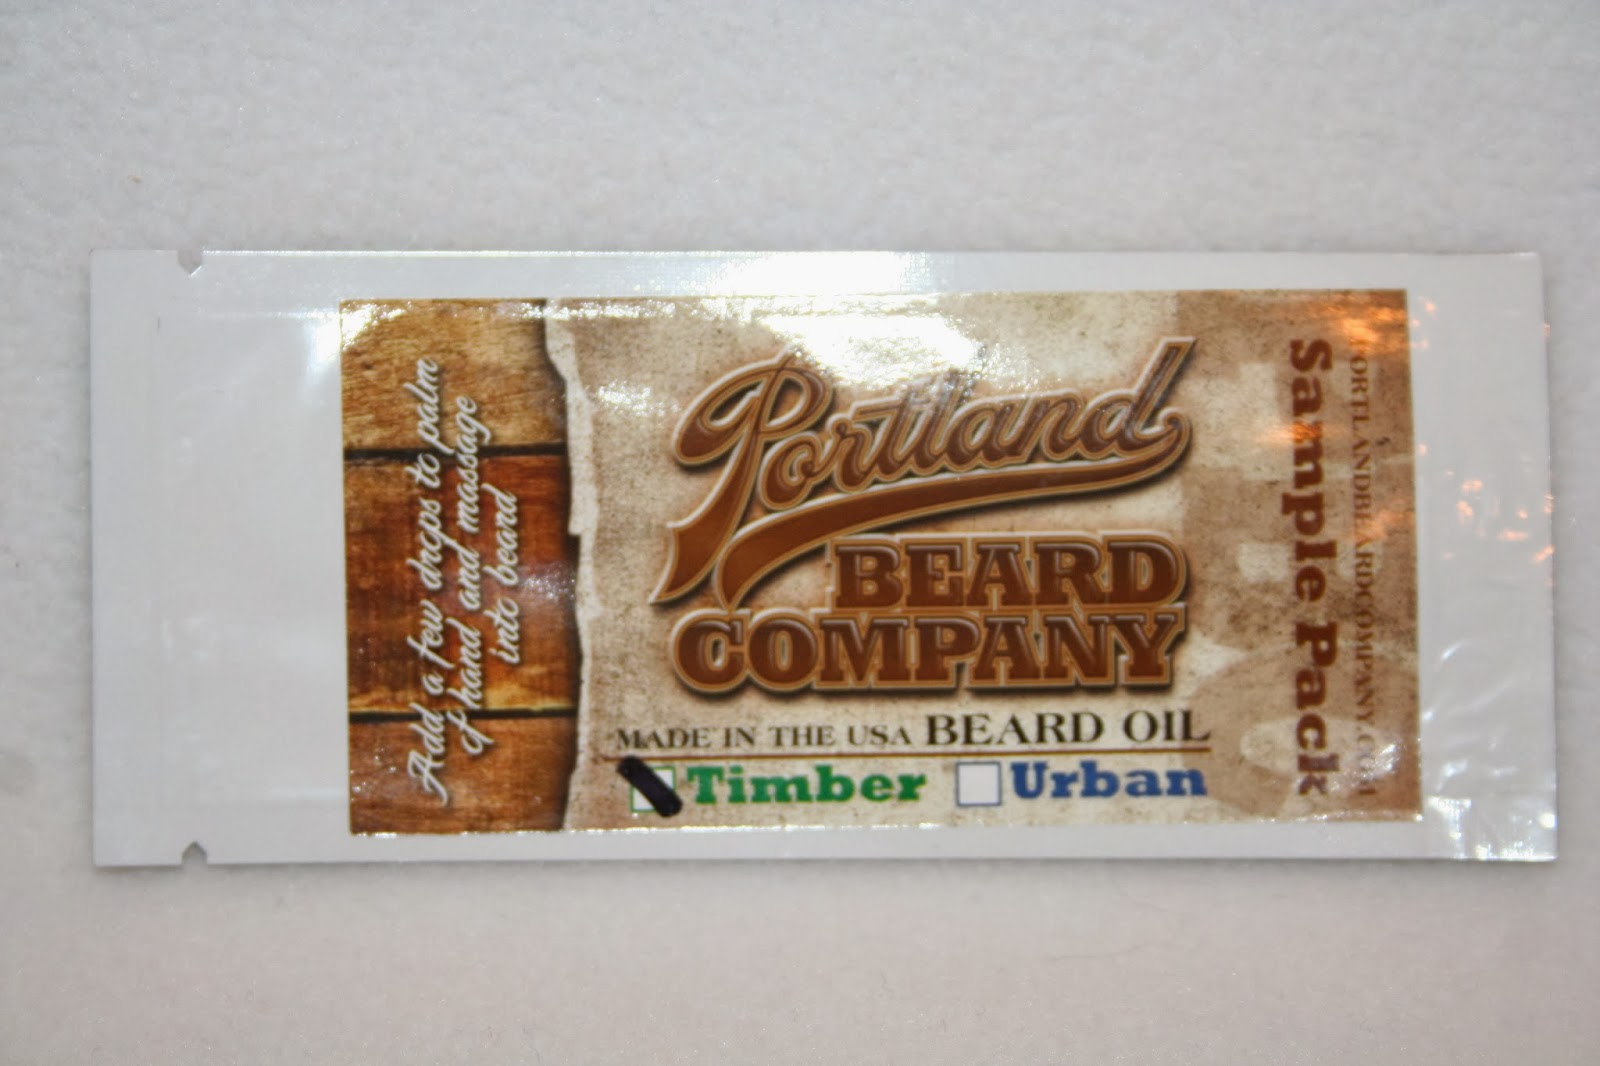 Add a few drops to palm
of hand and massage
into beard
Portland
BEARD
COMPANY
MADE IN THE USA BEARD OIL
Timber Urban
Sample Pack
PORTLANDBEARDCOMPANY.COM